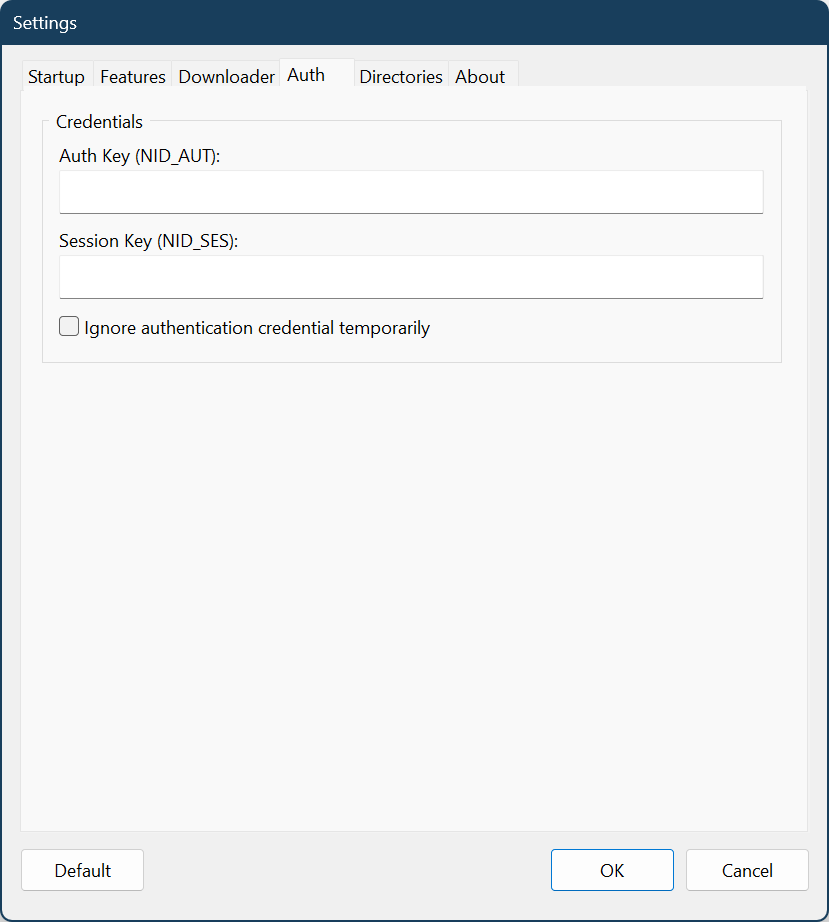 Settings
Startup Features Downloader Auth Directories About
Credentials
Auth Key (NID_AUT):
Session Key (NID_SES):
Ignore authentication credential temporarily
Default OK Cancel